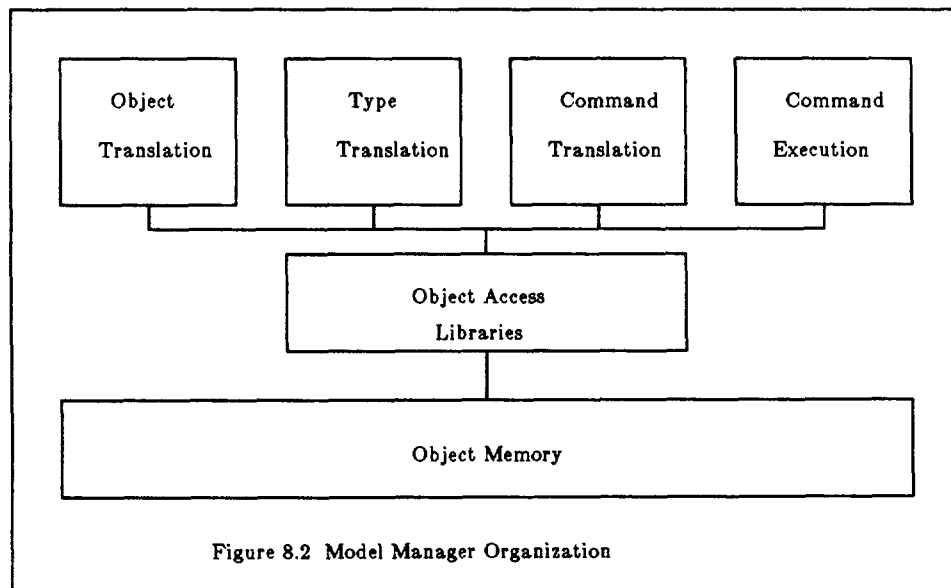 Object
Translation
Type
Translation
Command
Translation
Command
Execution
Object Access
Libraries
Object Memory
Figure 8.2 Model Manager Organization